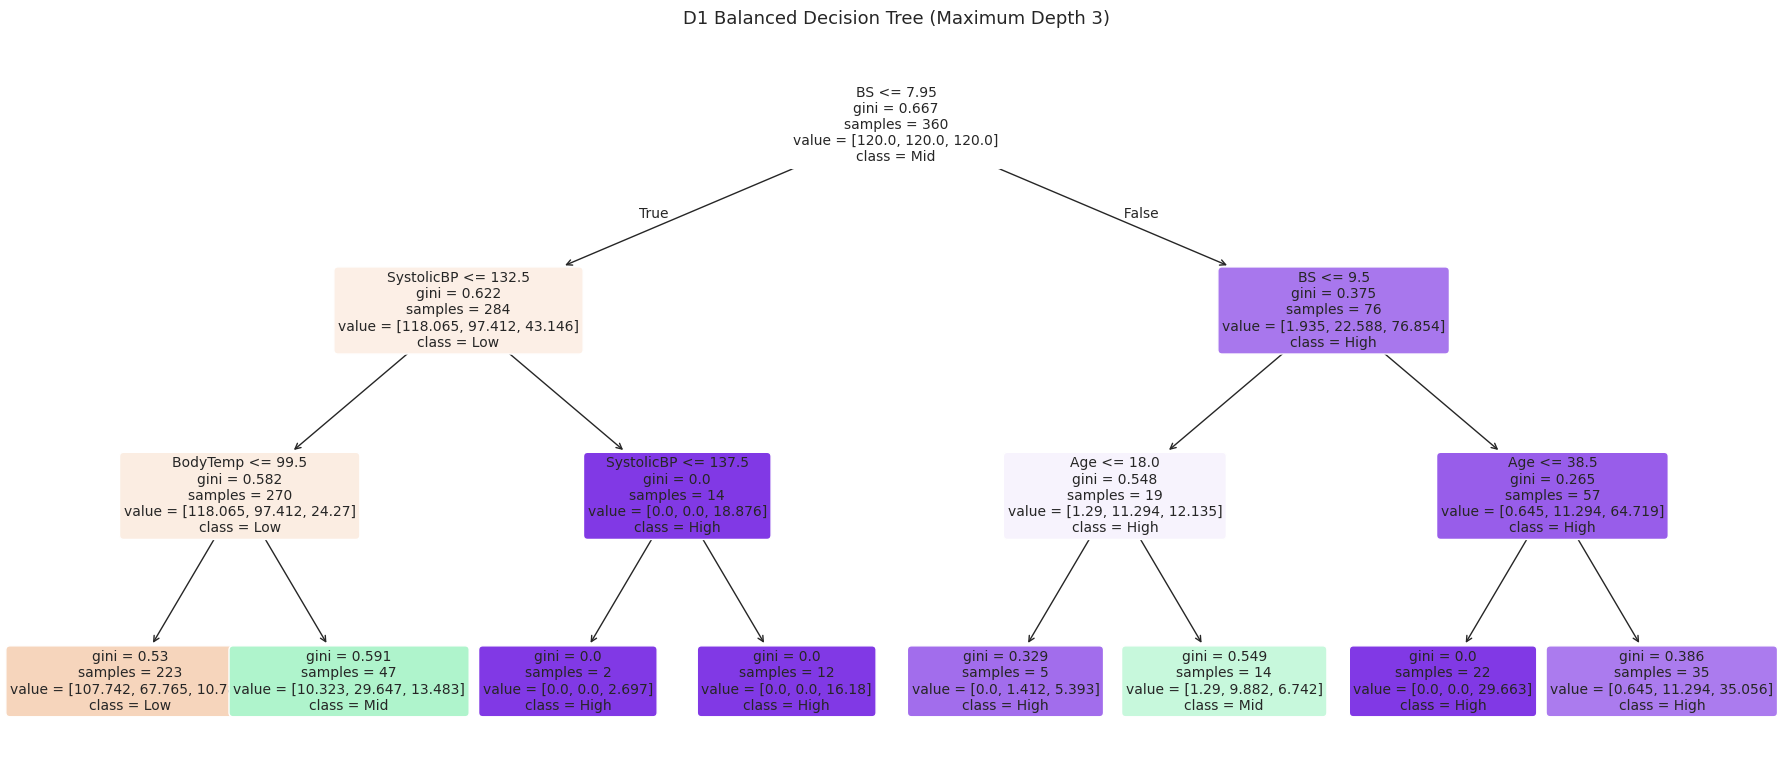 D1 Balanced Decision Tree (Maximum Depth 3)
BS <= 7.95
gini = 0.667
samples = 360
value = [120.0, 120.0, 120.0]
class = Mid
True
False
SystolicBP <= 132.5
gini = 0.622
samples = 284
value = [118.065, 97.412, 43.146]
class = Low
BS <= 9.5
gini = 0.375
samples = 76
value = [1.935, 22.588, 76.854]
class = High
BodyTemp <= 99.5
gini = 0.582
samples = 270
value = [118.065, 97.412, 24.27]
class = Low
SystolicBP <= 137.5
gini = 0.0
samples = 14
value = [0.0, 0.0, 18.876]
class = High
Age <= 18.0
gini = 0.548
samples = 19
value = [1.29, 11.294, 12.135]
class = High
Age <= 38.5
gini = 0.265
samples = 57
value = [0.645, 11.294, 64.719]
class = High
gini = 0.53
samples = 223
value = [107.742, 67.765, 10.7
class = Low
gini = 0.591
samples = 47
value = [10.323, 29.647, 13.483]
class = Mid
gini = 0.0
samples = 2
value = [0.0, 0.0, 2.697]
class = High
gini = 0.0
samples = 12
value = [0.0, 0.0, 16.18]
class = High
gini = 0.329
samples = 5
value = [0.0, 1.412, 5.393]
class = High
gini = 0.549
samples = 14
value = [1.29, 9.882, 6.742]
class = Mid
gini = 0.0
samples = 22
value = [0.0, 0.0, 29.663]
class = High
gini = 0.386
samples = 35
value = [0.645, 11.294, 35.056]
class = High